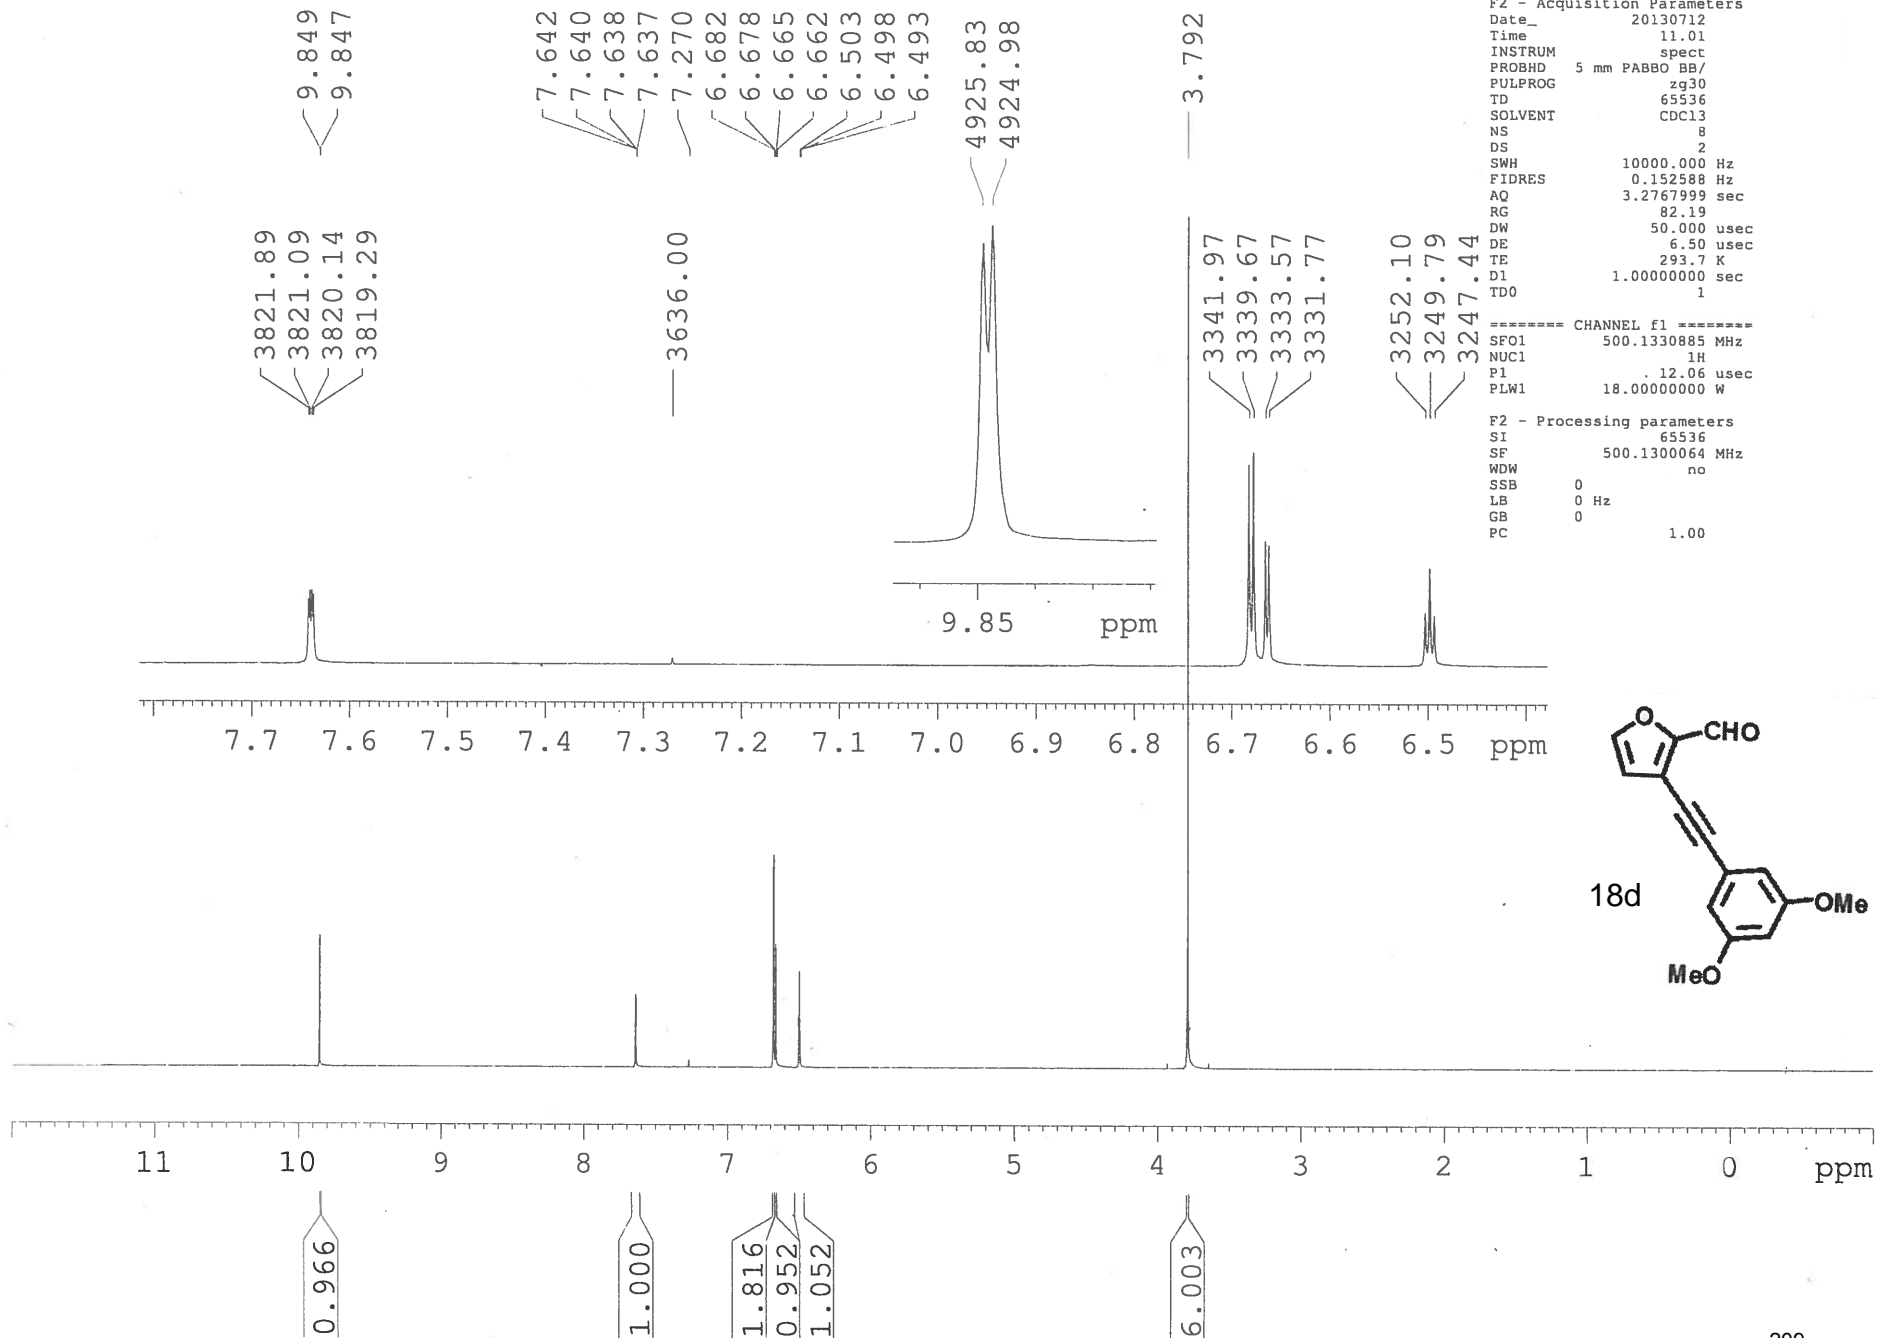 9.849
9.847
7.642
7.640
7.638
7.637
7.270
6.682
6.678
6.665
6.662
6.503
6.498
6.493
4925.83
4924.98
3.792
F2 - Acquisition Parameters
Date_ 20130712
Time 11.01
INSTRUM spect
PROBHD 5 mm PABBO BB/
PULPROG zg30
TD 65536
SOLVENT CDCl3
NS 8
DS 2
SWH 10000.000 Hz
FIDRES 0.152588 Hz
AQ 3.2767999 sec
RG 82.19
DW 50.000 usec
DE 6.50 usec
TE 293.7 K
D1 1.00000000 sec
TD0 1
======== CHANNEL f1 ========
SFO1 500.1330885 MHz
NUC1 1H
P1 12.06 usec
PLW1 18.00000000 W
F2 - Processing parameters
SI 65536
SF 500.1300064 MHz
WDW no
SSB 0
LB 0 Hz
GB 0
PC 1.00
3821.89
3821.09
3820.14
3819.29
3636.00
3341.97
3339.67
3333.57
3331.77
3252.10
3249.79
3247.44
9.85 ppm
7.7 7.6 7.5 7.4 7.3 7.2 7.1 7.0 6.9 6.8 6.7 6.6 6.5 ppm
O
CHO
18d
OMe
MeO
11 10 9 8 7 6 5 4 3 2 1 0 ppm
0.966
1.000
1.816
0.952
1.052
6.003